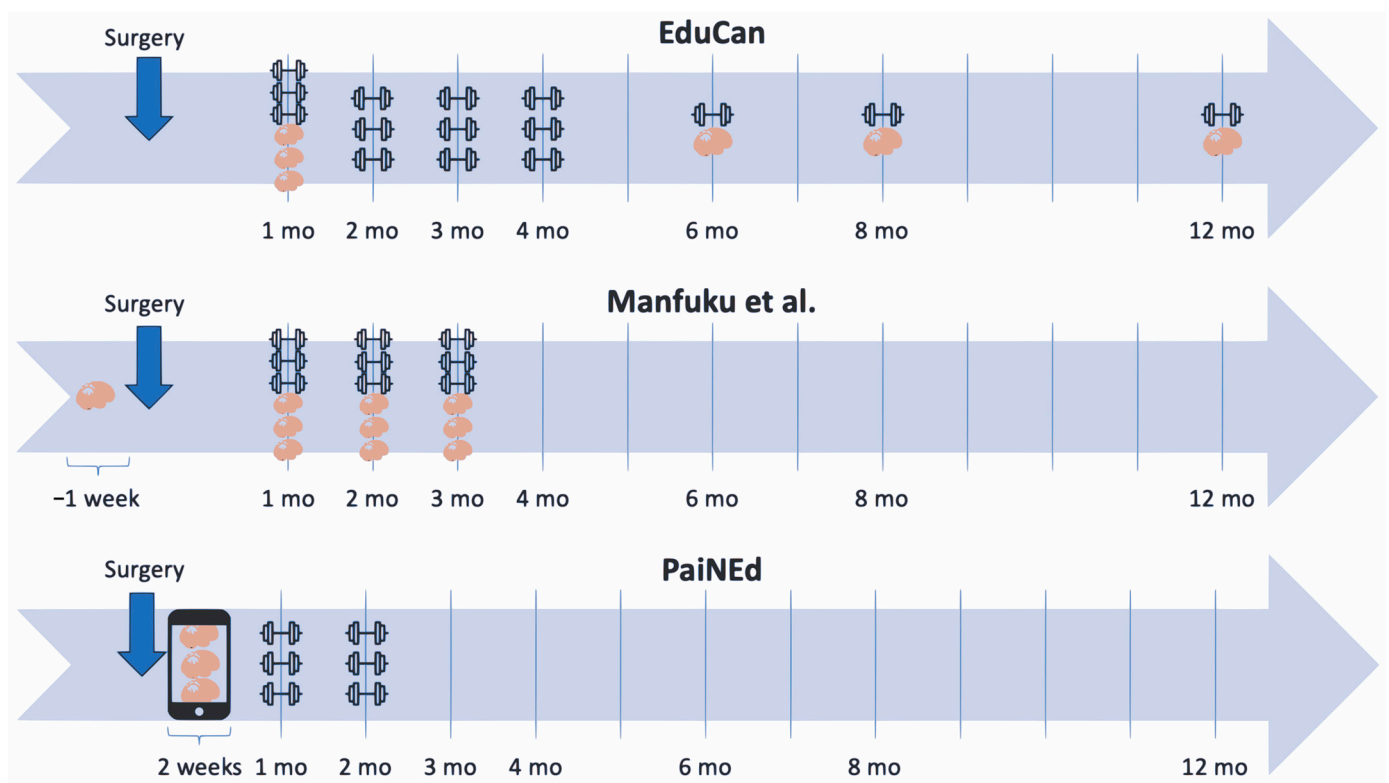 EduCan
Surgery
1 mo 2 mo 3 mo 4 mo 6 mo 8 mo 12 mo
Manfuku et al.
Surgery
−1 week 1 mo 2 mo 3 mo 4 mo 6 mo 8 mo 12 mo
PaiNEd
Surgery
2 weeks 1 mo 2 mo 3 mo 4 mo 6 mo 8 mo 12 mo